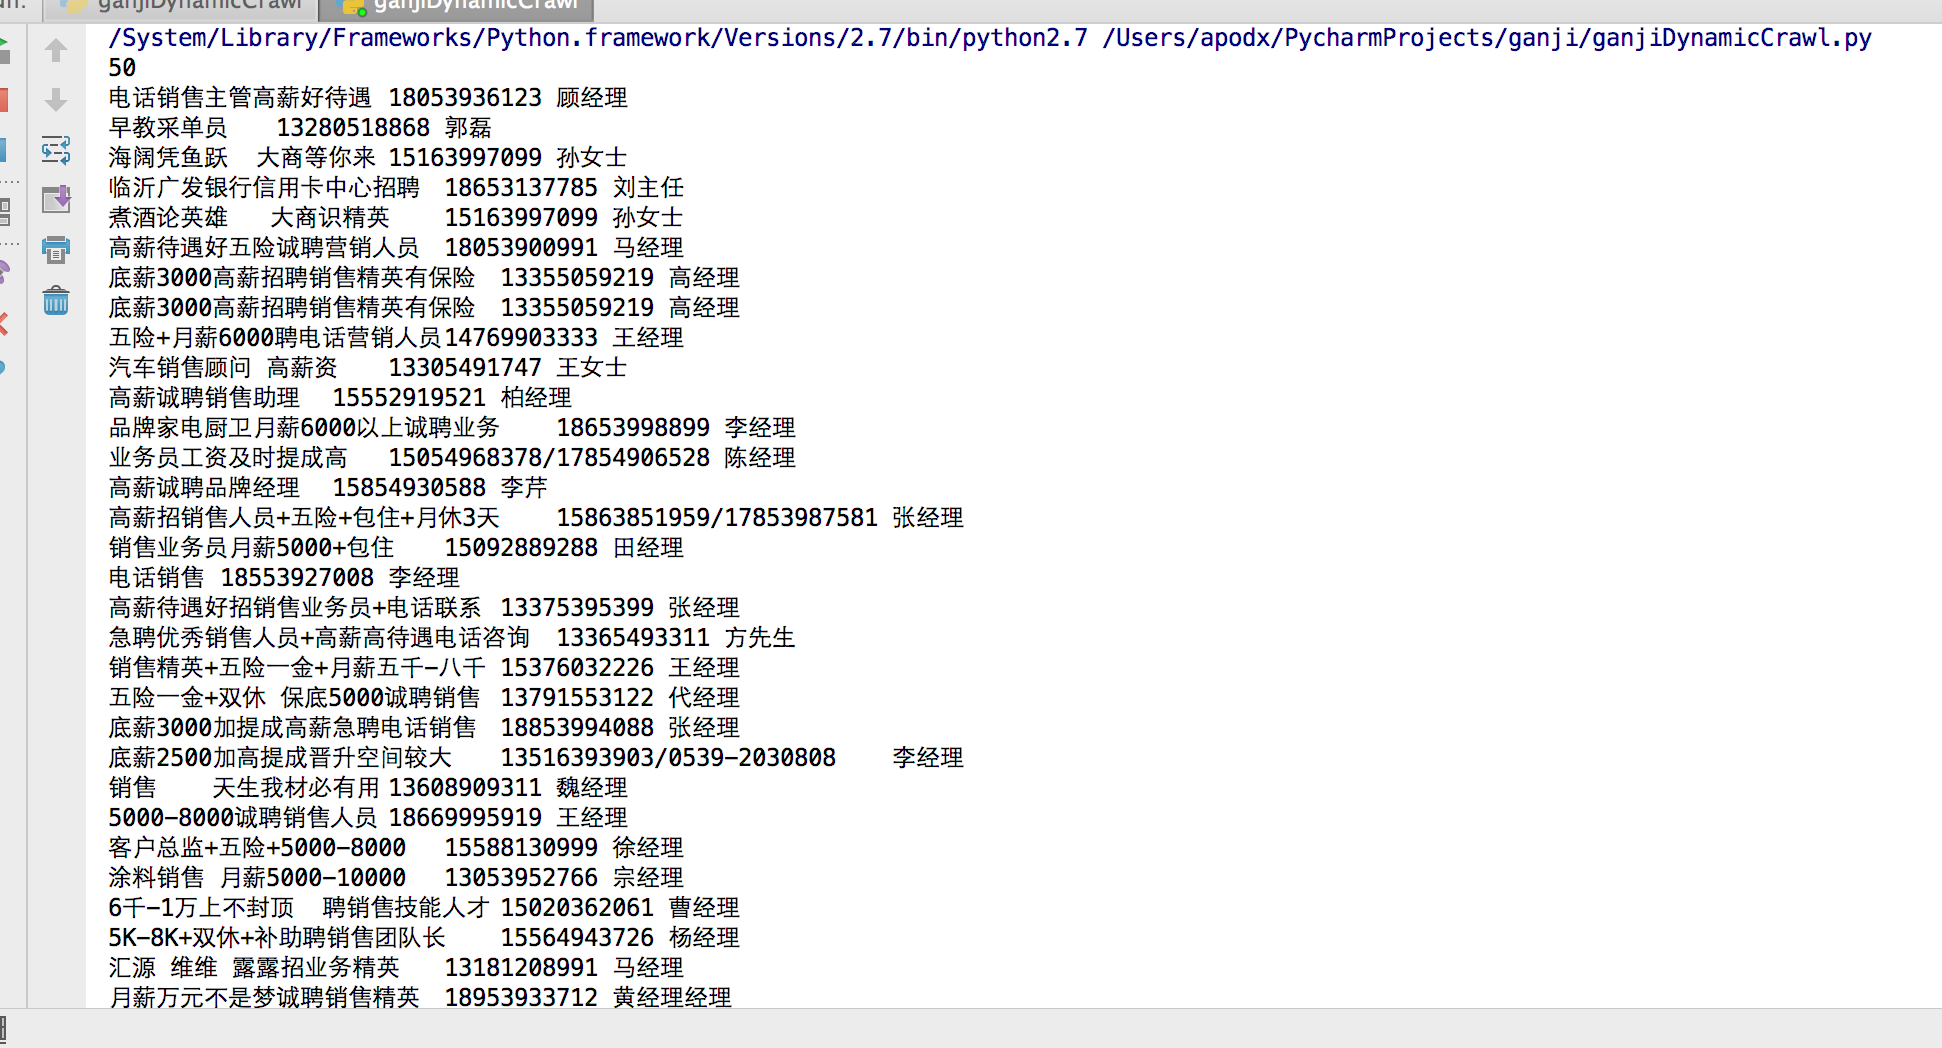 ganjiDynamicCrawl ganjiDynamicCrawl
/System/Library/Frameworks/Python.framework/Versions/2.7/bin/python2.7 /Users/apodx/PycharmProjects/ganji/ganjiDynamicCrawl.py
50
电话销售主管高薪好待遇 18053936123 顾经理
早教采单员 13280518868 郭磊
海阔凭鱼跃 大商等你来 15163997099 孙女士
临沂广发银行信用卡中心招聘 18653137785 刘主任
煮酒论英雄 大商识精英 15163997099 孙女士
高薪待遇好五险诚聘营销人员 18053900991 马经理
底薪3000高薪招聘销售精英有保险 13355059219 高经理
底薪3000高薪招聘销售精英有保险 13355059219 高经理
五险+月薪6000聘电话营销人员14769903333 王经理
汽车销售顾问 高薪资 13305491747 王女士
高薪诚聘销售助理 15552919521 柏经理
品牌家电厨卫月薪6000以上诚聘业务 18653998899 李经理
业务员工资及时提成高 15054968378/17854906528 陈经理
高薪诚聘品牌经理 15854930588 李芹
高薪招销售人员+五险+包住+月休3天 15863851959/17853987581 张经理
销售业务员月薪5000+包住 15092889288 田经理
电话销售 18553927008 李经理
高薪待遇好招销售业务员+电话联系 13375395399 张经理
急聘优秀销售人员+高薪高待遇电话咨询 13365493311 方先生
销售精英+五险一金+月薪五千-八千 15376032226 王经理
五险一金+双休 保底5000诚聘销售 13791553122 代经理
底薪3000加提成高薪急聘电话销售 18853994088 张经理
底薪2500加高提成晋升空间较大 13516393903/0539-2030808 李经理
销售 天生我材必有用 13608909311 魏经理
5000-8000诚聘销售人员 18669995919 王经理
客户总监+五险+5000-8000 15588130999 徐经理
涂料销售 月薪5000-10000 13053952766 宗经理
6千-1万上不封顶 聘销售技能人才 15020362061 曹经理
5K-8K+双休+补助聘销售团队长 15564943726 杨经理
汇源 维维 露露招业务精英 13181208991 马经理
月薪万元不是梦诚聘销售精英 18953933712 黄经理经理